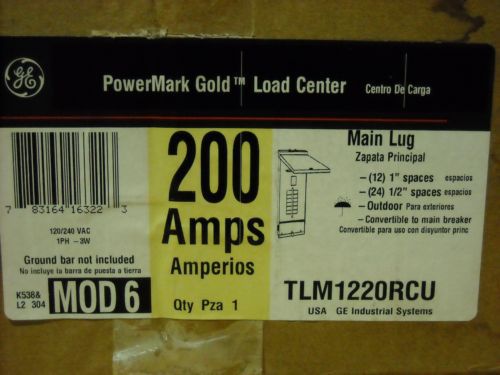 GE
PowerMark Gold™ Load Center Centro De Carga
7 83164 16322 3
120/240 VAC
1PH -3W
Ground bar not included
No incluye la barra de puesta a tierra
K538&
L2 304
MOD 6
200
Amps
Amperios
Qty Pza 1
Main Lug
Zapata Principal
-(12) 1" spaces espacios
-(24) 1/2" spaces espacios
-Outdoor Para exteriores
-Convertible to main breaker
Convertible para uso con disyuntor princ
TLM1220RCU
USA GE Industrial Systems